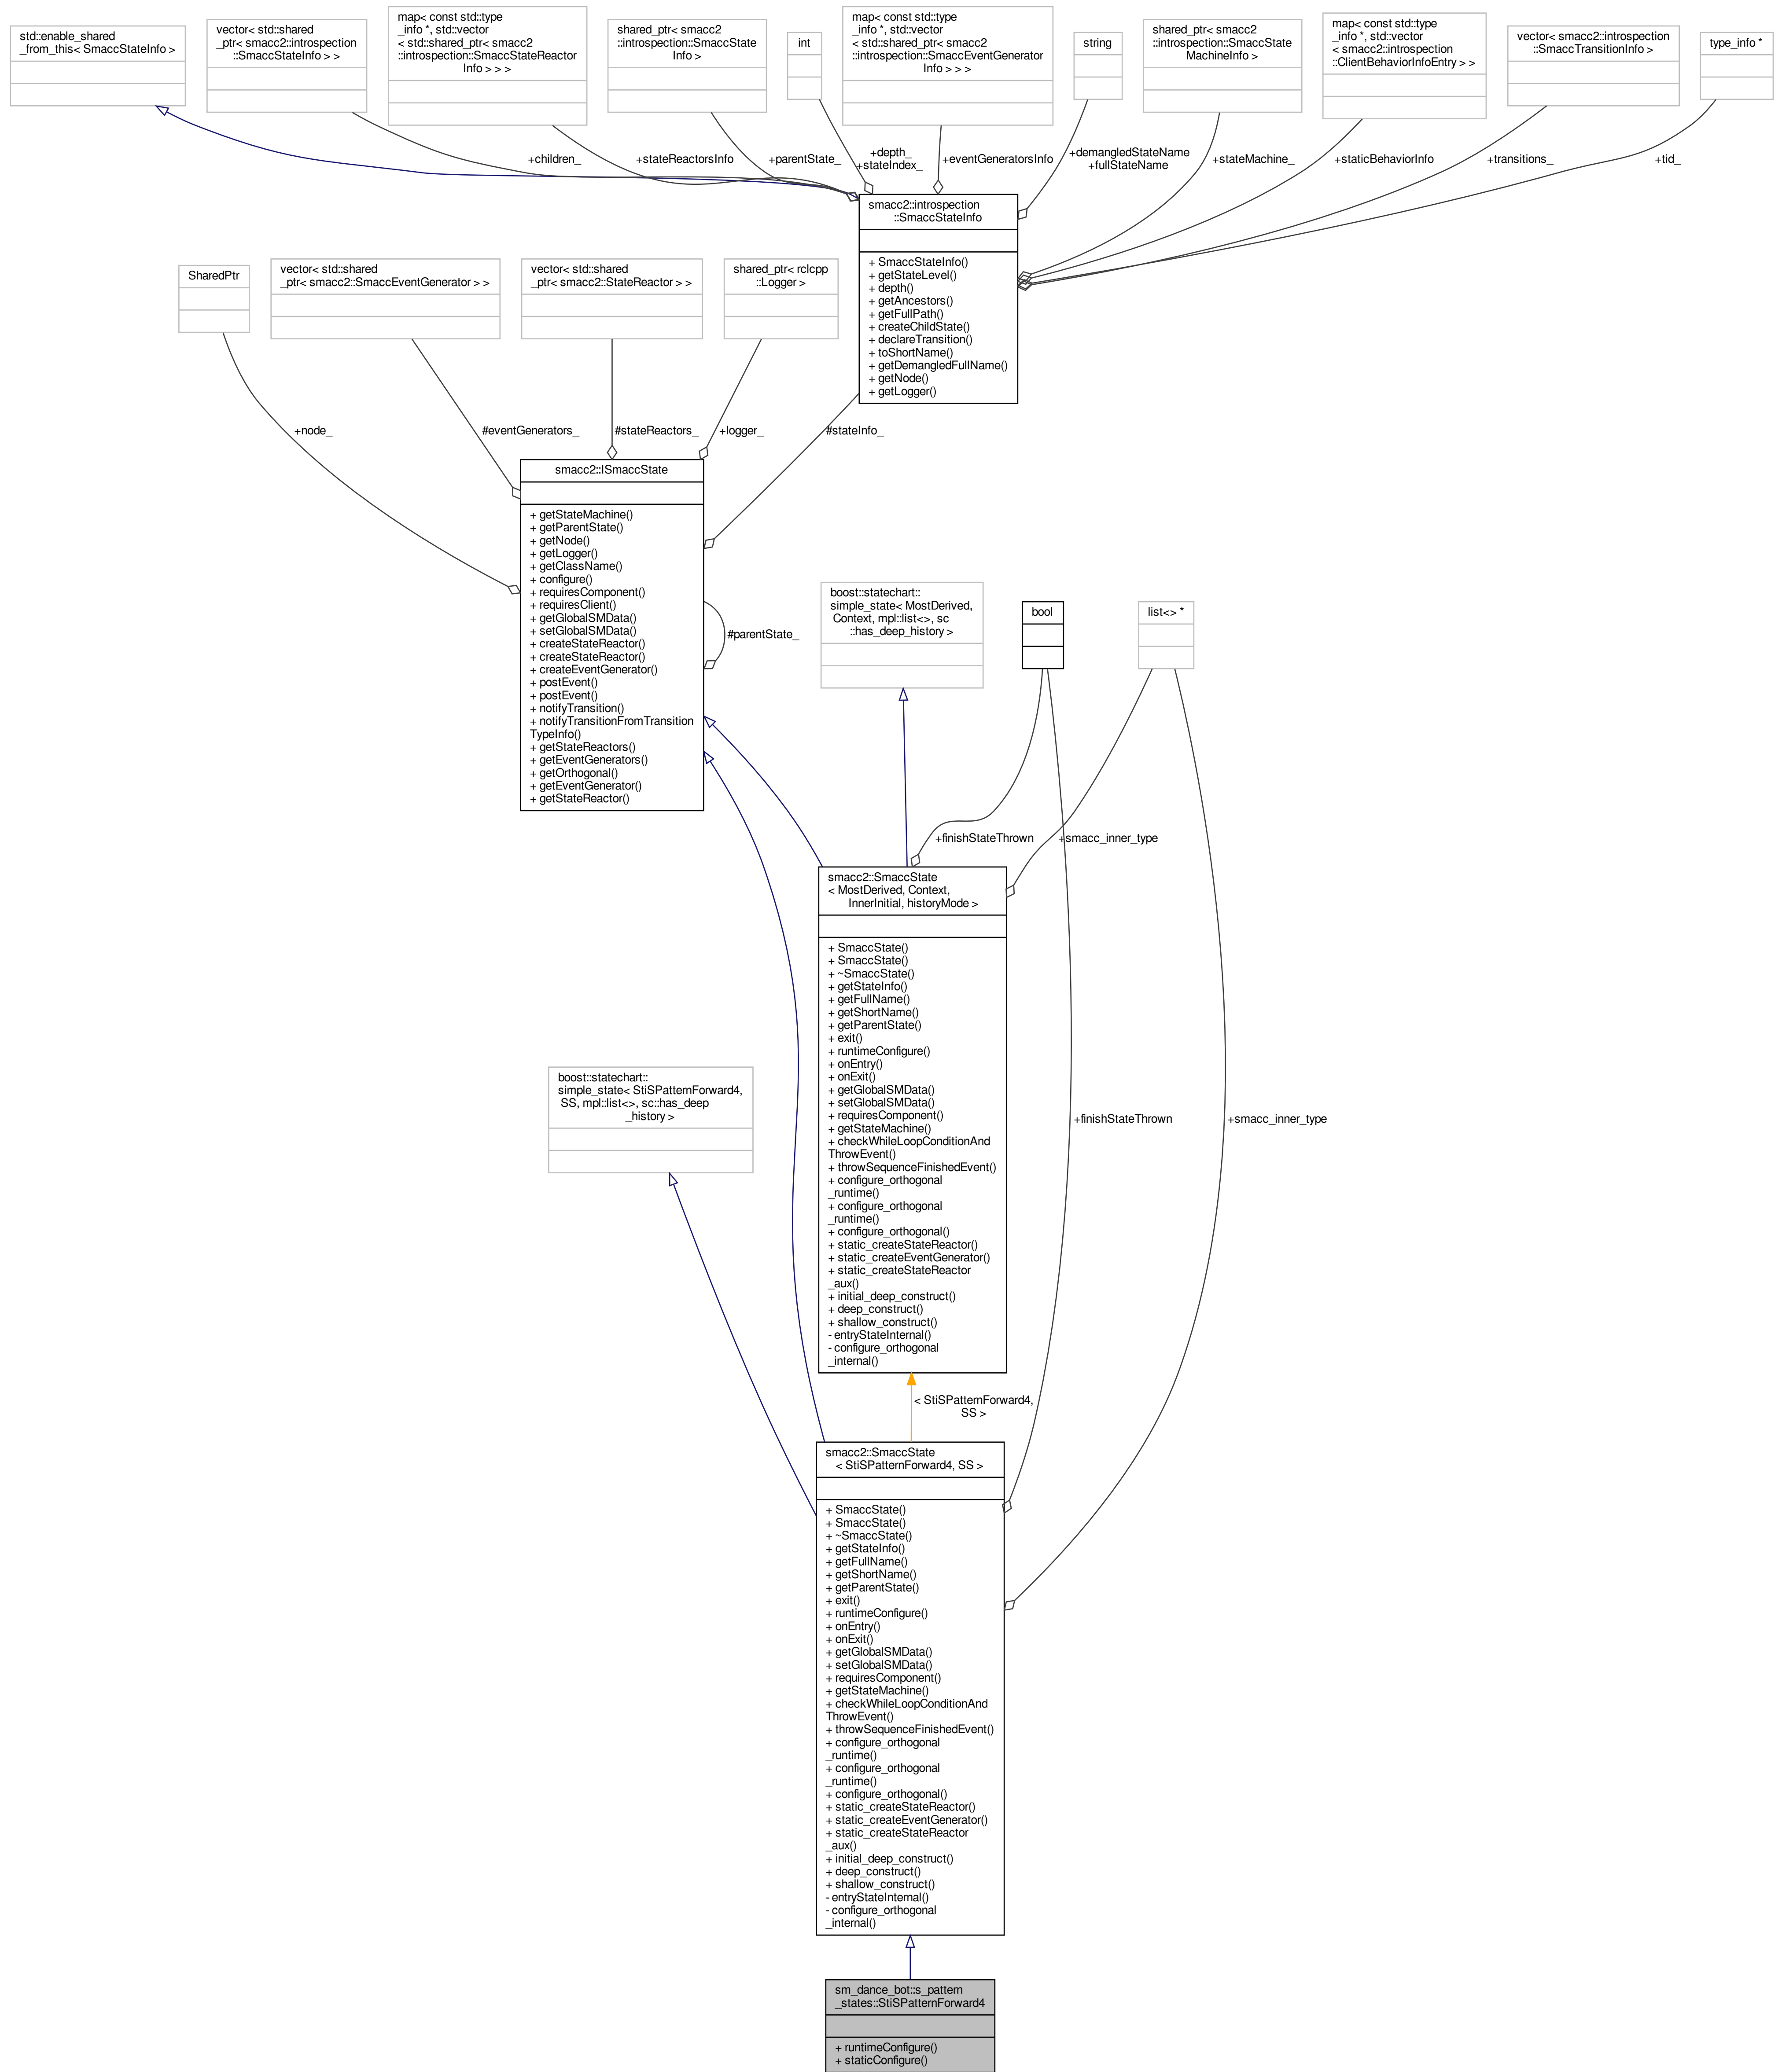 std::enable_shared
_from_this< SmaccStateInfo >
vector< std::shared
_ptr< smacc2::introspection
::SmaccStateInfo > >
map< const std::type
_info *, std::vector
< std::shared_ptr< smacc2
::introspection::SmaccStateReactor
Info > > >
shared_ptr< smacc2
::introspection::SmaccState
Info >
int
map< const std::type
_info *, std::vector
< std::shared_ptr< smacc2
::introspection::SmaccEventGenerator
Info > > >
string
shared_ptr< smacc2
::introspection::SmaccState
MachineInfo >
map< const std::type
_info *, std::vector
< smacc2::introspection
::ClientBehaviorInfoEntry > >
vector< smacc2::introspection
::SmaccTransitionInfo >
type_info *
+children_
+stateReactorsInfo
+parentState_
+depth_
+stateIndex_
+eventGeneratorsInfo
+demangledStateName
+fullStateName
+stateMachine_
+staticBehaviorInfo
+transitions_
+tid_
smacc2::introspection
::SmaccStateInfo
+ SmaccStateInfo()
+ getStateLevel()
+ depth()
+ getAncestors()
+ getFullPath()
+ createChildState()
+ declareTransition()
+ toShortName()
+ getDemangledFullName()
+ getNode()
+ getLogger()
SharedPtr
vector< std::shared
_ptr< smacc2::SmaccEventGenerator > >
vector< std::shared
_ptr< smacc2::StateReactor > >
shared_ptr< rclcpp
::Logger >
+node_
#eventGenerators_
#stateReactors_
+logger_
#stateInfo_
smacc2::ISmaccState
+ getStateMachine()
+ getParentState()
+ getNode()
+ getLogger()
+ getClassName()
+ configure()
+ requiresComponent()
+ requiresClient()
+ getGlobalSMData()
+ setGlobalSMData()
+ createStateReactor()
+ createStateReactor()
+ createEventGenerator()
+ postEvent()
+ postEvent()
+ notifyTransition()
+ notifyTransitionFromTransition
TypeInfo()
+ getStateReactors()
+ getEventGenerators()
+ getOrthogonal()
+ getEventGenerator()
+ getStateReactor()
#parentState_
boost::statechart::
simple_state< MostDerived,
Context, mpl::list<>, sc
::has_deep_history >
bool
list<> *
+finishStateThrown
+smacc_inner_type
smacc2::SmaccState
< MostDerived, Context,
InnerInitial, historyMode >
+ SmaccState()
+ SmaccState()
+ ~SmaccState()
+ getStateInfo()
+ getFullName()
+ getShortName()
+ getParentState()
+ exit()
+ runtimeConfigure()
+ onEntry()
+ onExit()
+ getGlobalSMData()
+ setGlobalSMData()
+ requiresComponent()
+ getStateMachine()
+ checkWhileLoopConditionAnd
ThrowEvent()
+ throwSequenceFinishedEvent()
+ configure_orthogonal
_runtime()
+ configure_orthogonal
_runtime()
+ configure_orthogonal()
+ static_createStateReactor()
+ static_createEventGenerator()
+ static_createStateReactor
_aux()
+ initial_deep_construct()
+ deep_construct()
+ shallow_construct()
- entryStateInternal()
- configure_orthogonal
_internal()
boost::statechart::
simple_state< StiSPatternForward4,
SS, mpl::list<>, sc::has_deep
_history >
+finishStateThrown
+smacc_inner_type
< StiSPatternForward4,
SS >
smacc2::SmaccState
< StiSPatternForward4, SS >
+ SmaccState()
+ SmaccState()
+ ~SmaccState()
+ getStateInfo()
+ getFullName()
+ getShortName()
+ getParentState()
+ exit()
+ runtimeConfigure()
+ onEntry()
+ onExit()
+ getGlobalSMData()
+ setGlobalSMData()
+ requiresComponent()
+ getStateMachine()
+ checkWhileLoopConditionAnd
ThrowEvent()
+ throwSequenceFinishedEvent()
+ configure_orthogonal
_runtime()
+ configure_orthogonal
_runtime()
+ configure_orthogonal()
+ static_createStateReactor()
+ static_createEventGenerator()
+ static_createStateReactor
_aux()
+ initial_deep_construct()
+ deep_construct()
+ shallow_construct()
- entryStateInternal()
- configure_orthogonal
_internal()
sm_dance_bot::s_pattern
_states::StiSPatternForward4
+ runtimeConfigure()
+ staticConfigure()